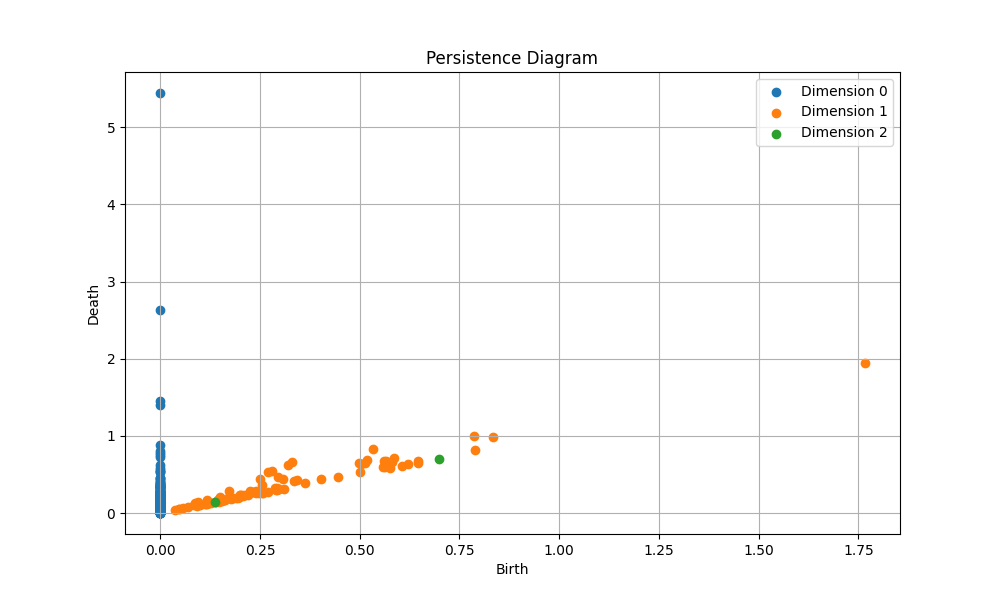 Persistence Diagram
Dimension 0
Dimension 1
Dimension 2
Death
5
4
3
2
1
0
0.00 0.25 0.50 0.75 1.00 1.25 1.50 1.75
Birth